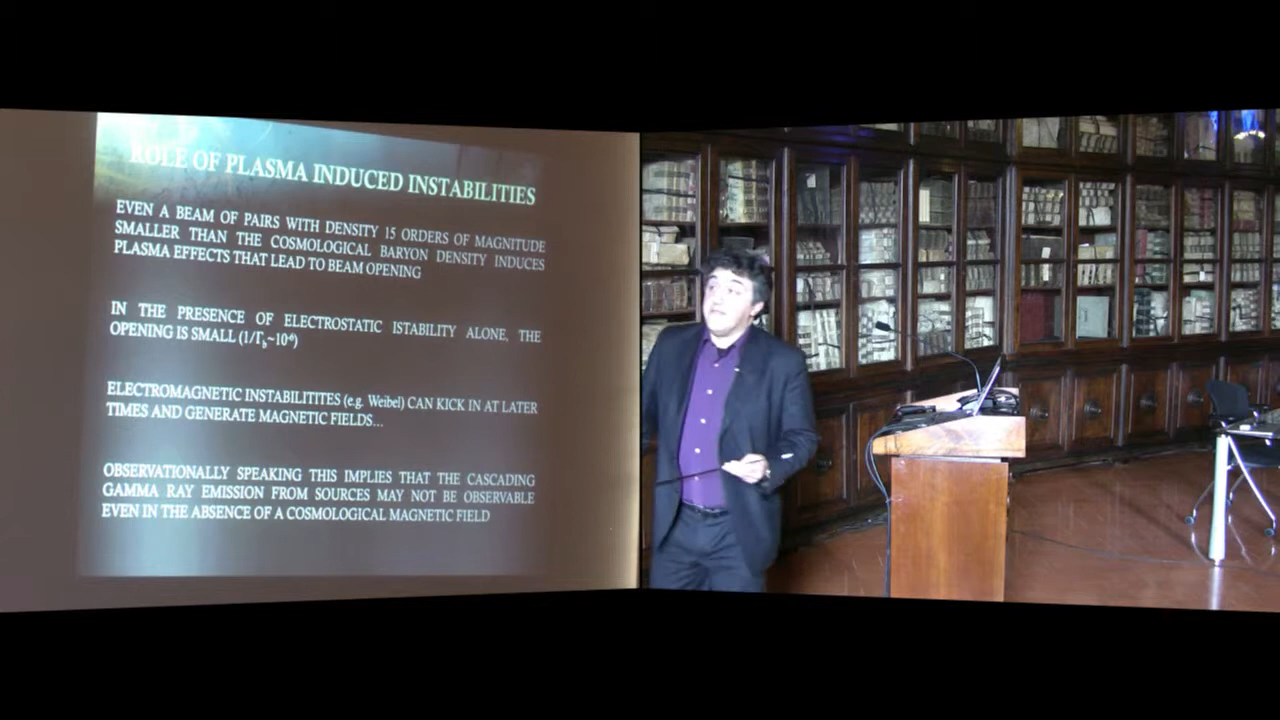 ROLE OF PLASMA INDUCED INSTABILITIES
EVEN A BEAM OF PAIRS WITH DENSITY 15 ORDERS OF MAGNITUDE
SMALLER THAN THE COSMOLOGICAL BARYON DENSITY INDUCES
PLASMA EFFECTS THAT LEAD TO BEAM OPENING
IN THE PRESENCE OF ELECTROSTATIC ISTABILITY ALONE, THE
OPENING IS SMALL (1/Γb~10-6)
ELECTROMAGNETIC INSTABILITITES (e.g. Weibel) CAN KICK IN AT LATER
TIMES AND GENERATE MAGNETIC FIELDS...
OBSERVATIONALLY SPEAKING THIS IMPLIES THAT THE CASCADING
GAMMA RAY EMISSION FROM SOURCES MAY NOT BE OBSERVABLE
EVEN IN THE ABSENCE OF A COSMOLOGICAL MAGNETIC FIELD